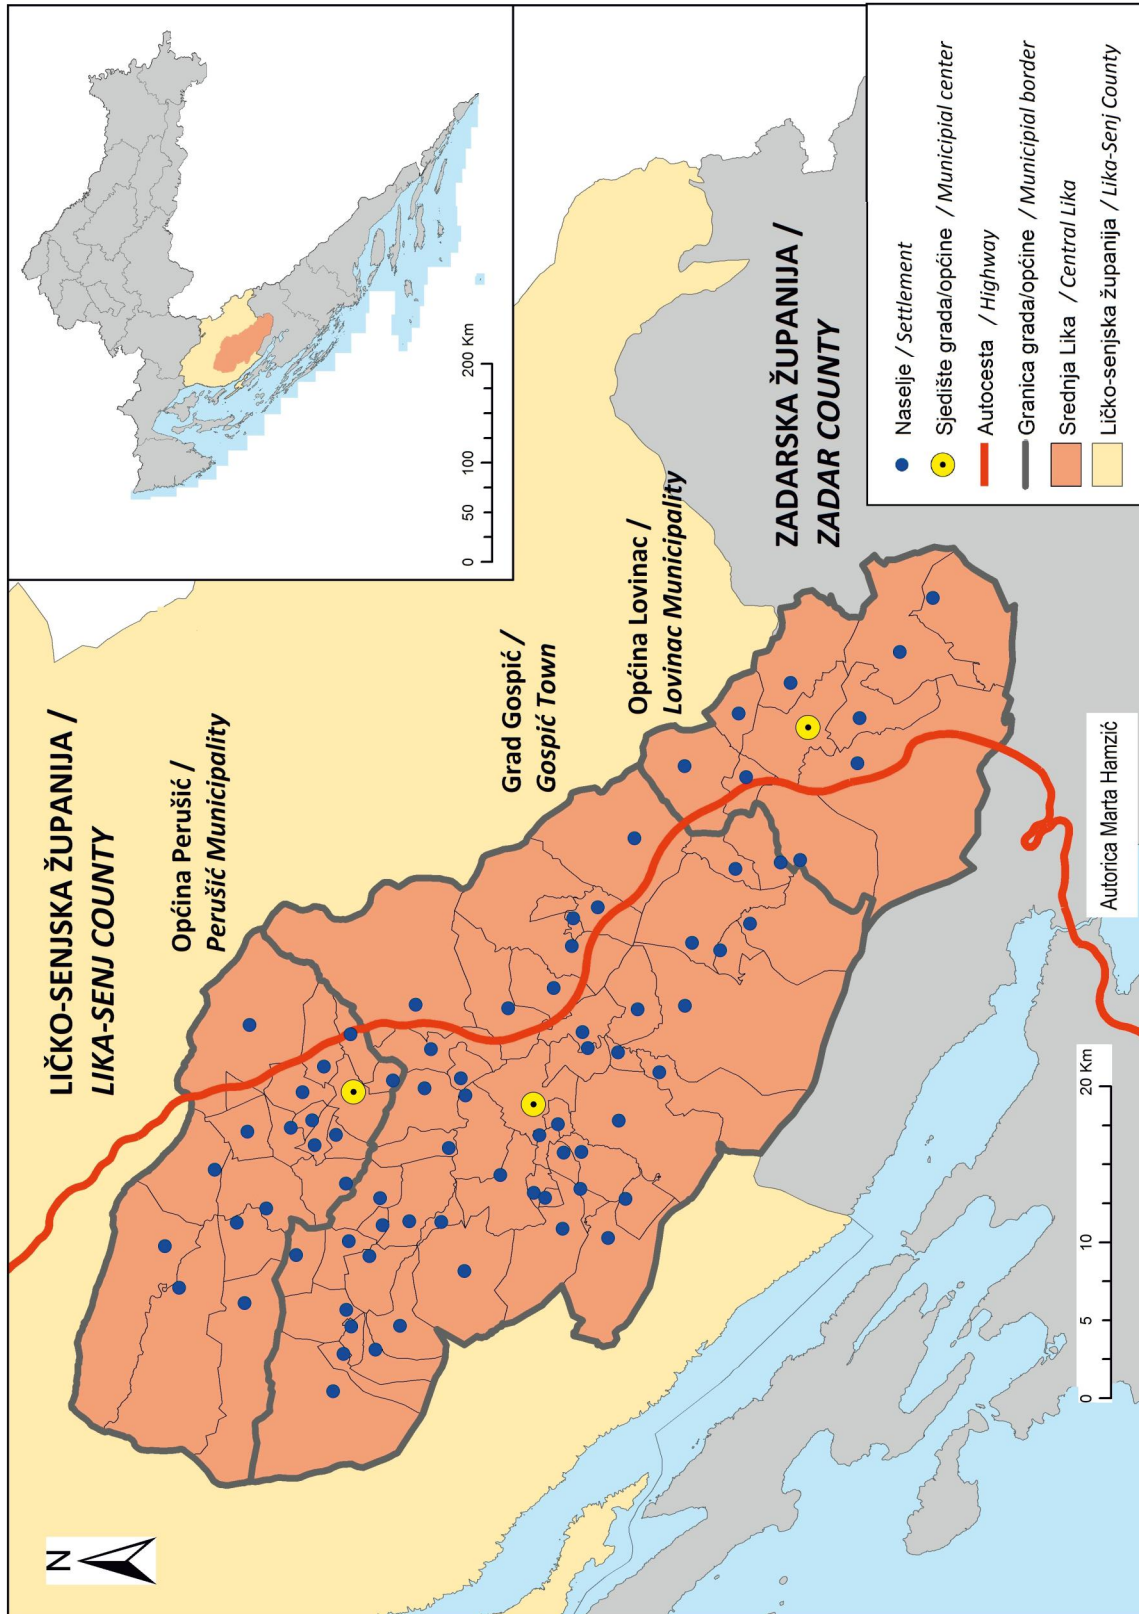 N
LIČKO-SENJSKA ŽUPANIJA /
LIKA-SENJ COUNTY
Općina Perušić /
Perušić Municipality
Grad Gospić /
Gospić Town
Općina Lovinac /
Lovinac Municipality
ZADARSKA ŽUPANIJA /
ZADAR COUNTY
0 50 100 200 Km
0 5 10 20 Km
Autorica Marta Hamzić
Naselje / Settlement
Sjedište grada/općine / Municipal center
Autocesta / Highway
Granica grada/općine / Municipial border
Srednja Lika / Central Lika
Ličko-senjska županija / Lika-Senj County